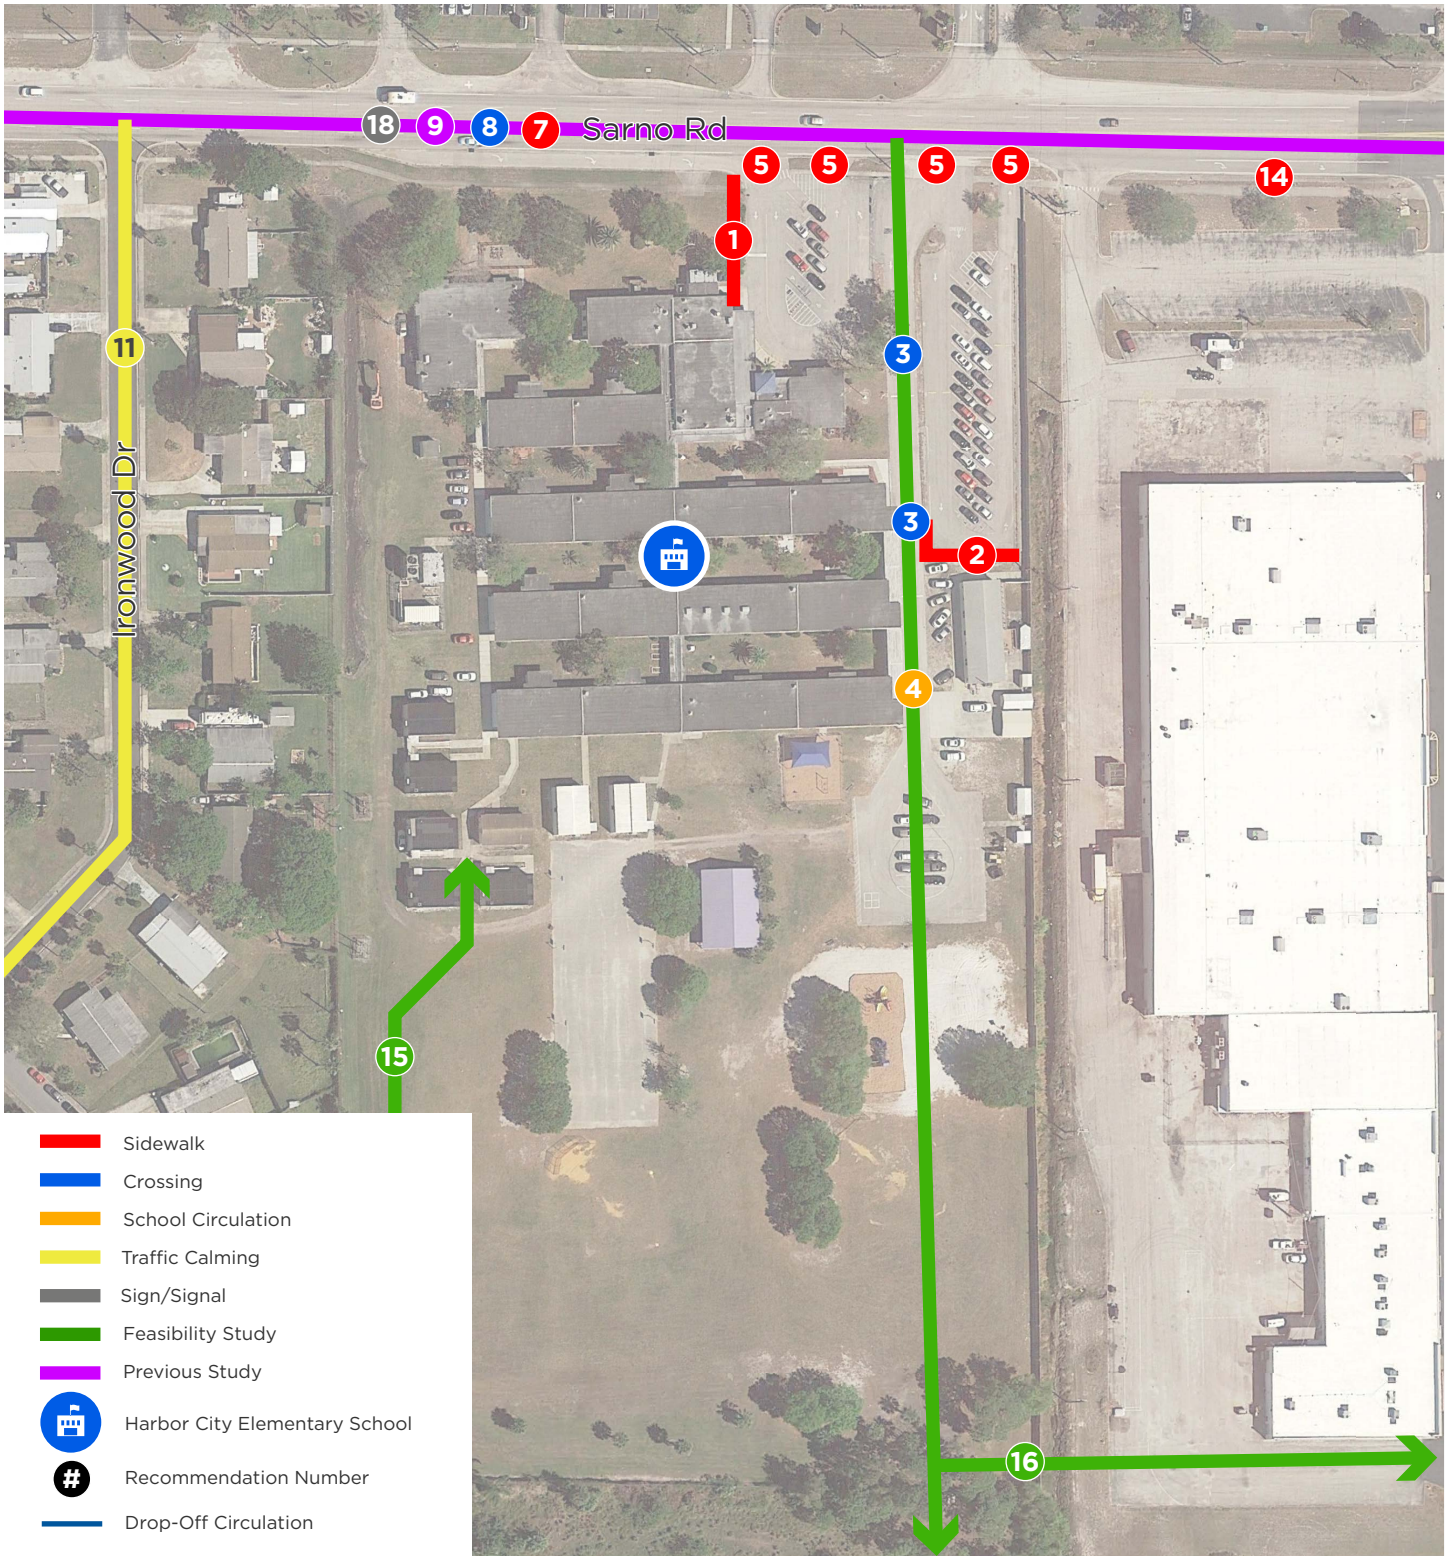 18
9
8
7
Sarno Rd
5
5
5
5
14
1
11
3
Ironwood Dr
3
2
4
15
16
Sidewalk
Crossing
School Circulation
Traffic Calming
Sign/Signal
Feasibility Study
Previous Study
Harbor City Elementary School
# Recommendation Number
Drop-Off Circulation